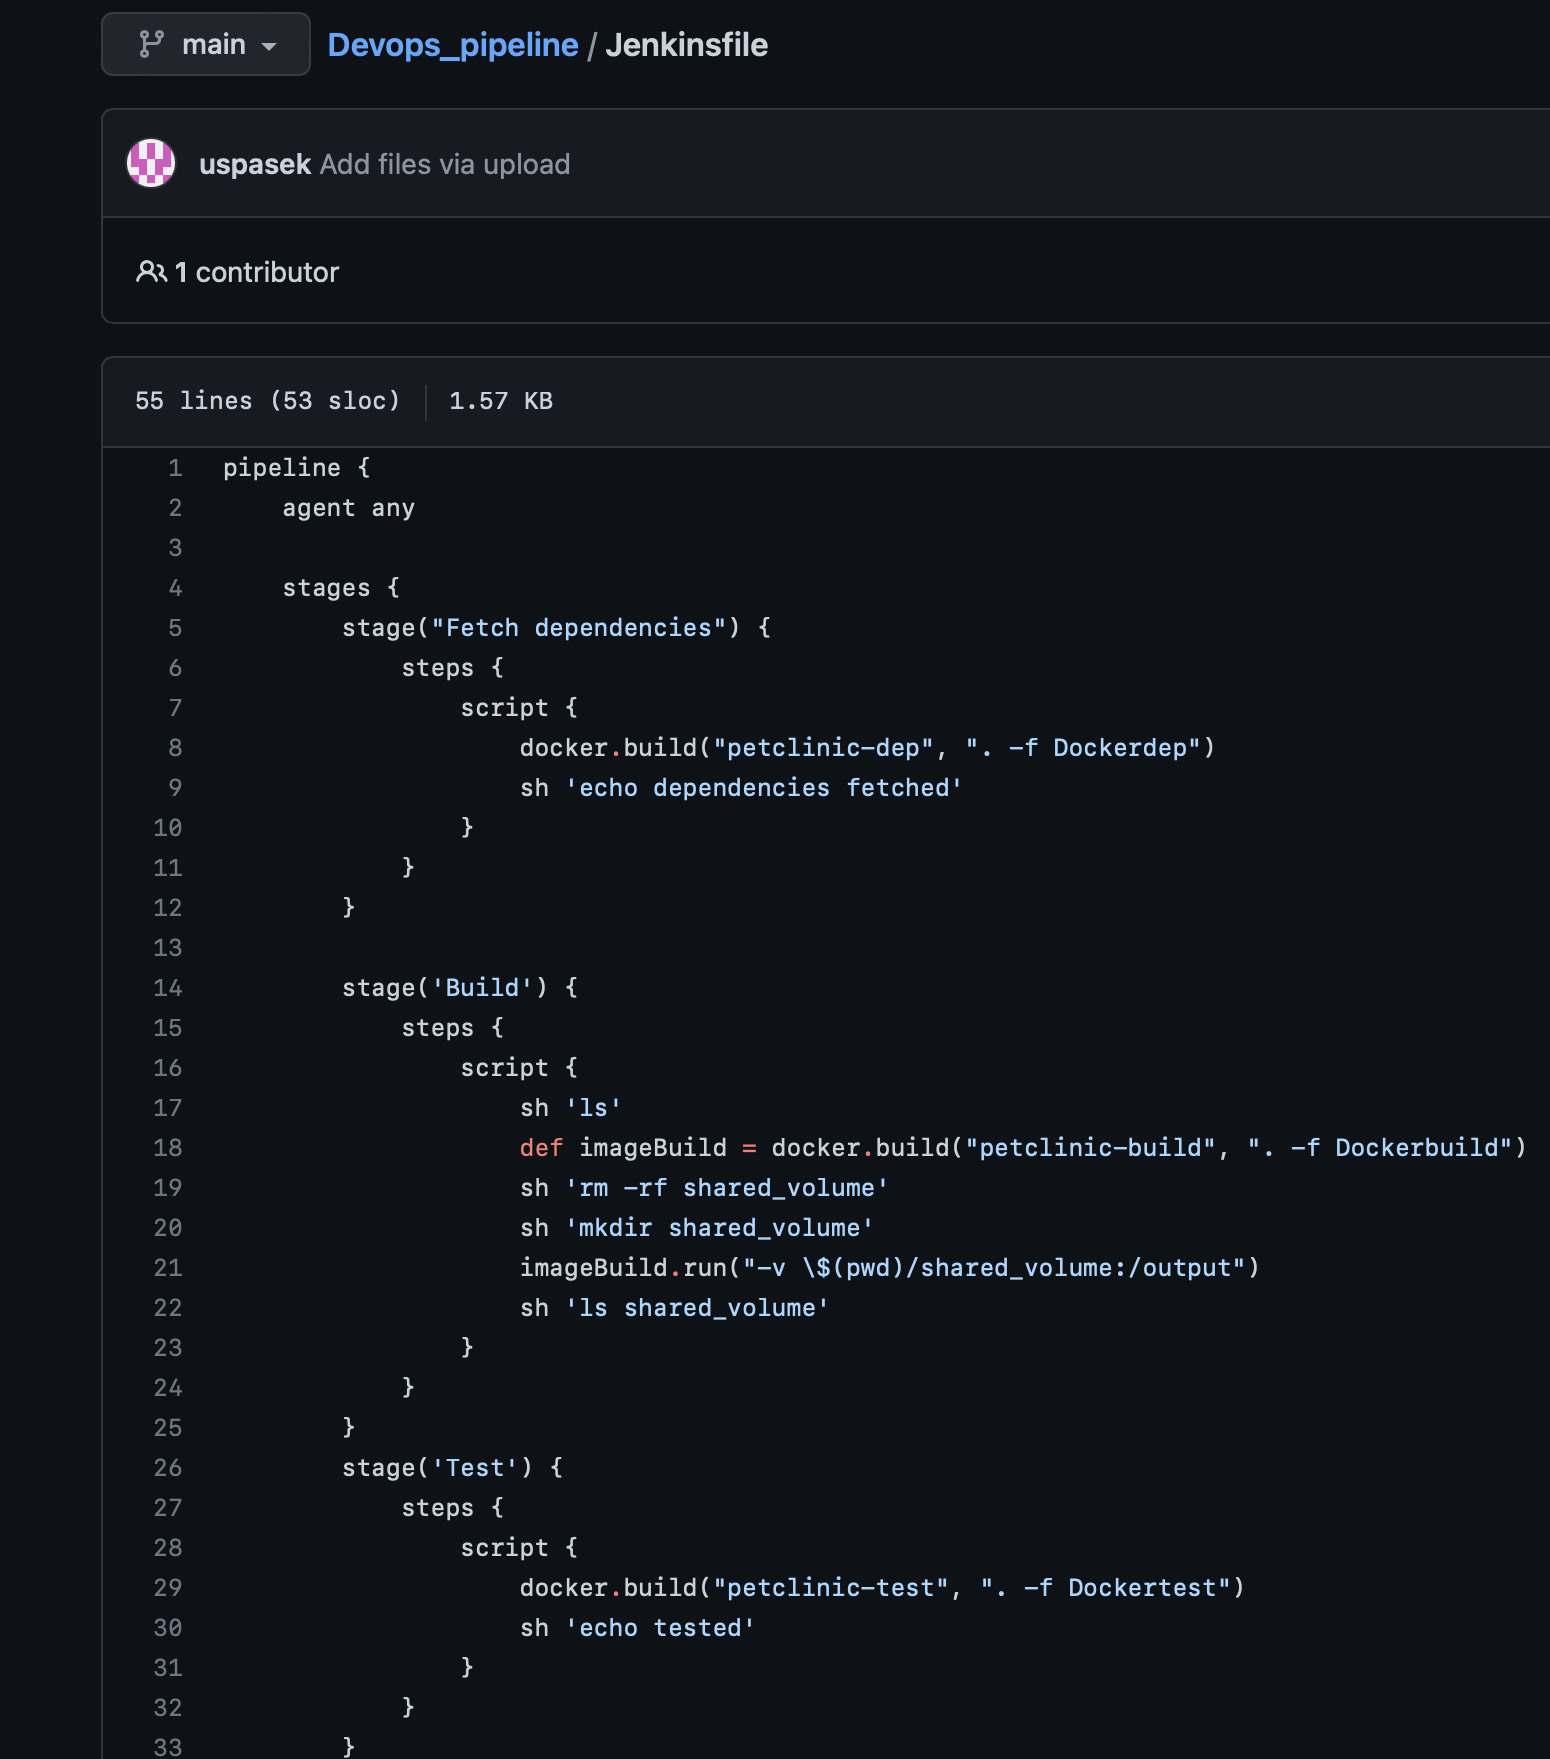 main
Devops_pipeline / Jenkinsfile
uspasek Add files via upload
1 contributor
55 lines (53 sloc) 1.57 KB
1 pipeline {
2     agent any
3
4     stages {
5         stage("Fetch dependencies") {
6             steps {
7                 script {
8                     docker.build("petclinic-dep", ". -f Dockerdep")
9                     sh 'echo dependencies fetched'
10                 }
11             }
12         }
13
14         stage('Build') {
15             steps {
16                 script {
17                     sh 'ls'
18                     def imageBuild = docker.build("petclinic-build", ". -f Dockerbuild")
19                     sh 'rm -rf shared_volume'
20                     sh 'mkdir shared_volume'
21                     imageBuild.run("-v \$(pwd)/shared_volume:/output")
22                     sh 'ls shared_volume'
23                 }
24             }
25         }
26         stage('Test') {
27             steps {
28                 script {
29                     docker.build("petclinic-test", ". -f Dockertest")
30                     sh 'echo tested'
31                 }
32             }
33         }